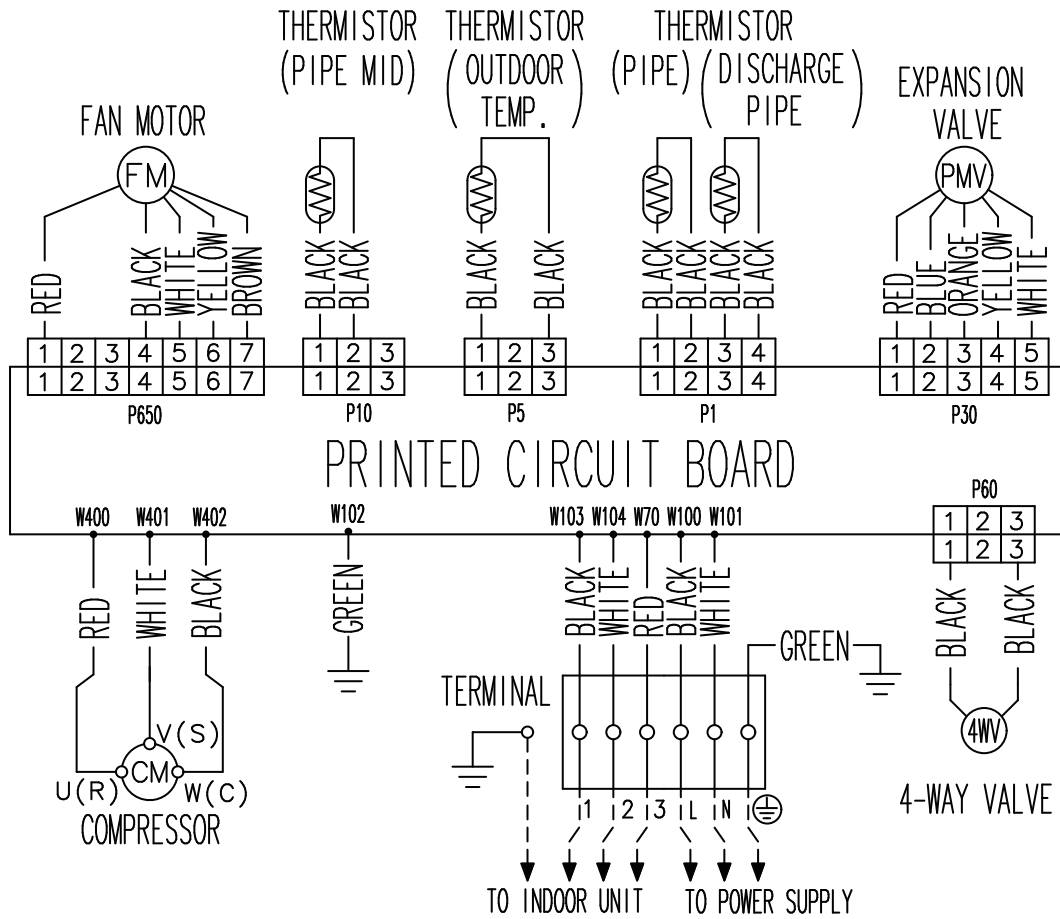 THERMISTOR THERMISTOR THERMISTOR
(PIPE MID) (OUTDOOR TEMP.) (PIPE) (DISCHARGE PIPE)
EXPANSION
VALVE
FAN MOTOR
FM
PMV
RED BLACK WHITE YELLOW BROWN
BLACK BLACK
BLACK BLACK
BLACK BLACK BLACK BLACK
RED BLUE ORANGE YELLOW WHITE
1 2 3 4 5 6 7
1 2 3 4 5 6 7
P650
1 2 3
1 2 3
P10
1 2 3
1 2 3
P5
1 2 3 4
1 2 3 4
P1
1 2 3 4 5
1 2 3 4 5
P30
PRINTED CIRCUIT BOARD
W400 W401 W402 W102 W103 W104 W70 W100 W101
P60
1 2 3
1 2 3
RED WHITE BLACK
GREEN
BLACK WHITE RED BLACK WHITE
GREEN
BLACK BLACK
TERMINAL
4WV
4-WAY VALVE
V(S)
CM
U(R) W(C)
COMPRESSOR
1 2 3 L N
TO INDOOR UNIT TO POWER SUPPLY